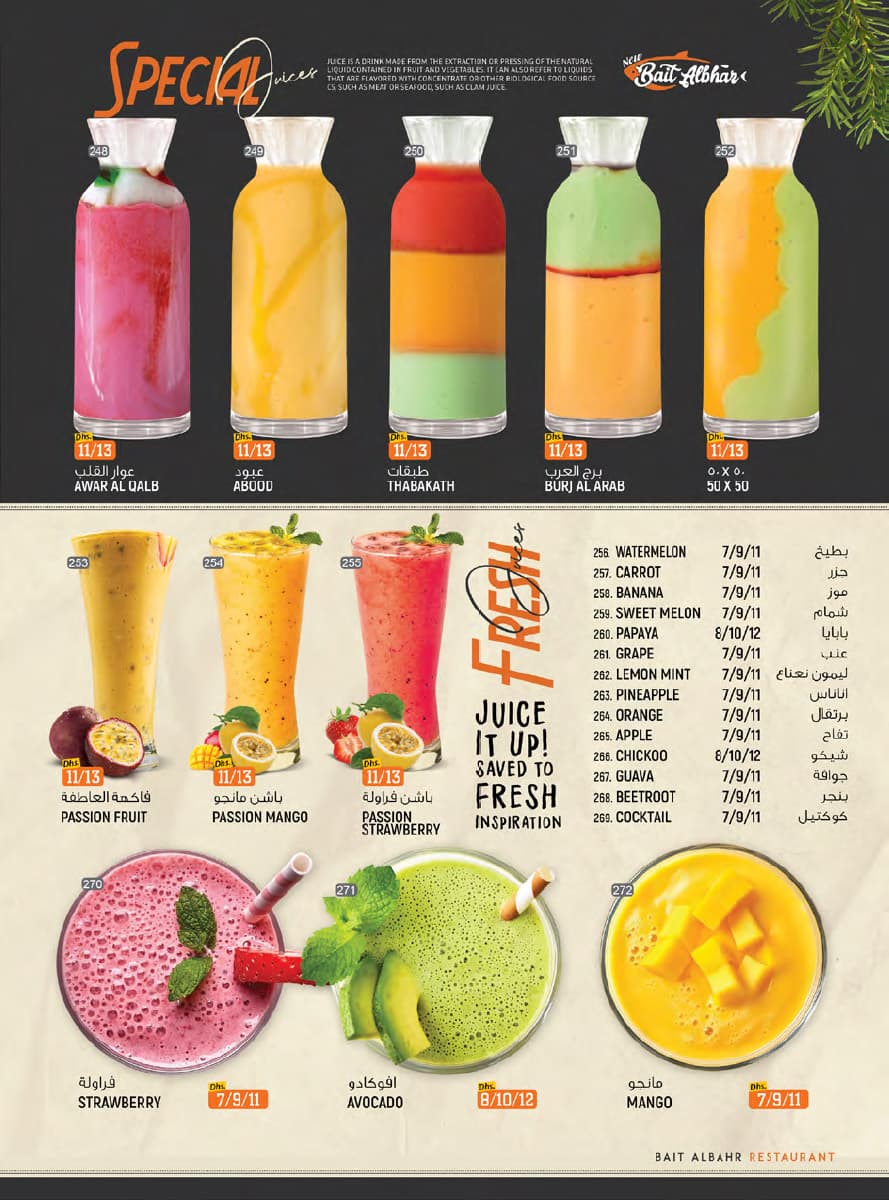 SPECIAL Juices
JUICE IS A DRINK MADE FROM THE EXTRACTION OR PRESSING OF THE NATURAL
LIQUID CONTAINED IN FRUIT AND VEGETABLES. IT CAN ALSO REFER TO LIQUIDS
THAT ARE FLAVORED WITH CONCENTRATE OR OTHER BIOLOGICAL FOOD SOURCE
CS, SUCH AS MEAT OR SEAFOOD, SUCH AS CLAM JUICE.
NEW Bait Albhar
248 249 250 251 252
Dhs. Dhs. Dhs. Dhs. Dhs.
11/13 11/13 11/13 11/13 11/13
عوار القلب
AWAR AL QALB
عبود
ABOOD
طبقات
THABAKATH
برج العرب
BURJ AL ARAB
٥٠ X ٥٠
50 X 50
253 254 255
Dhs. Dhs. Dhs.
11/13 11/13 11/13
فاكهة العاطفة
PASSION FRUIT
باشن مانجو
PASSION MANGO
باشن فراولة
PASSION
STRAWBERRY
FRESH Juices
JUICE
IT UP!
SAVED TO
FRESH
INSPIRATION
256. WATERMELON 7/9/11 بطيخ
257. CARROT 7/9/11 جزر
258. BANANA 7/9/11 موز
259. SWEET MELON 7/9/11 شمام
260. PAPAYA 8/10/12 بابايا
261. GRAPE 7/9/11 عنب
262. LEMON MINT 7/9/11 ليمون نعناع
263. PINEAPPLE 7/9/11 اناناس
264. ORANGE 7/9/11 برتقال
265. APPLE 7/9/11 تفاح
266. CHICKOO 8/10/12 شيخو
267. GUAVA 7/9/11 جوافة
268. BEETROOT 7/9/11 بنجر
269. COCKTAIL 7/9/11 كوكتيل
270 271 272
فراولة
STRAWBERRY
Dhs.
7/9/11
افوكادو
AVOCADO
Dhs.
8/10/12
مانجو
MANGO
Dhs.
7/9/11
BAIT ALBAHR RESTAURANT